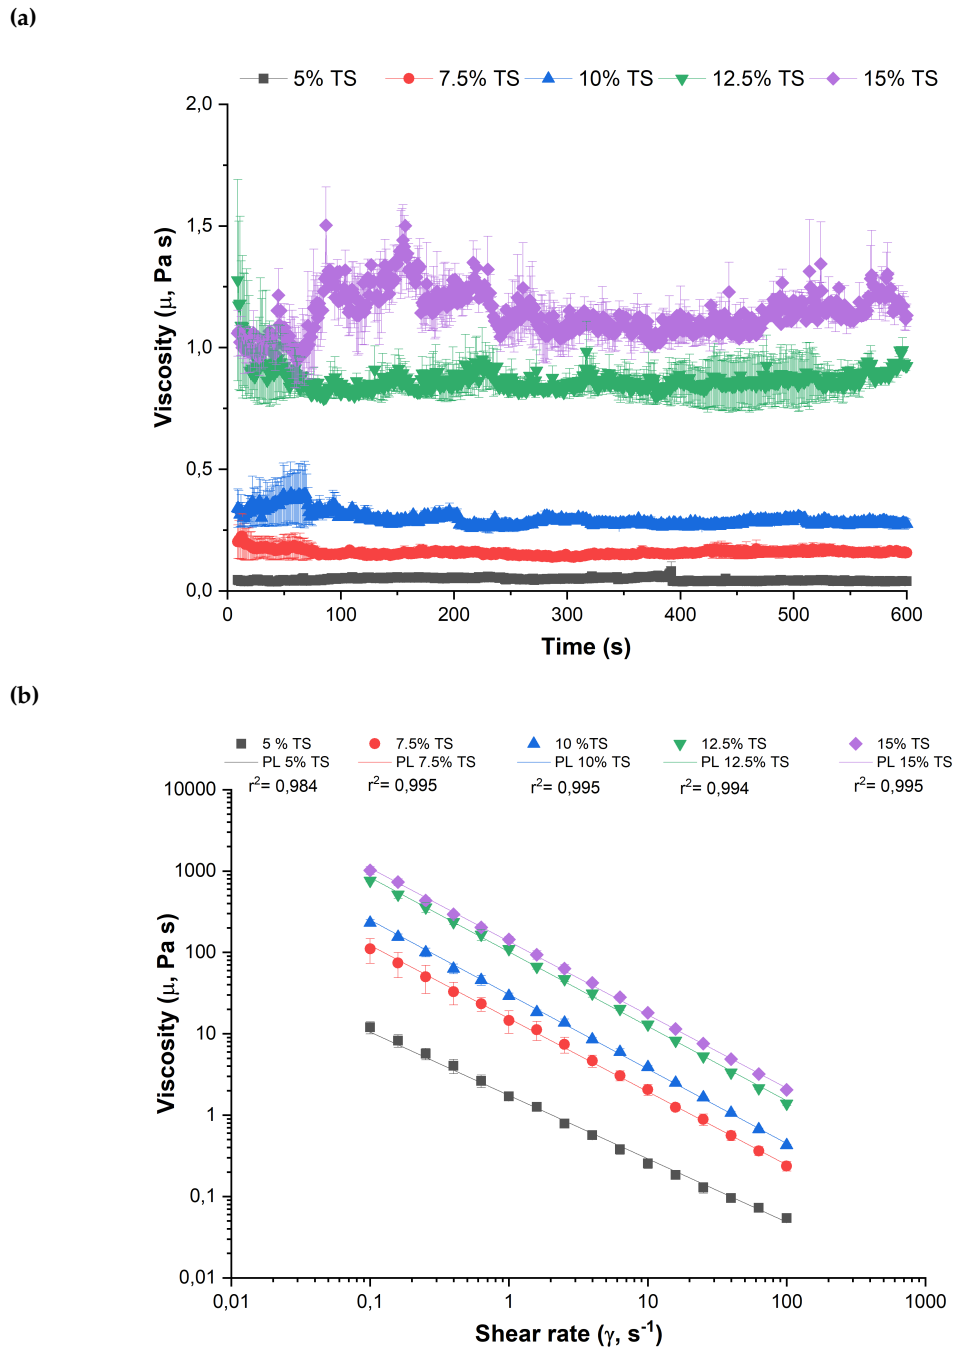 (a)
5% TS 7.5% TS 10% TS 12.5% TS 15% TS
2,0
1,5
1,0
0,5
0,0
Viscosity (μ, Pa s)
0 100 200 300 400 500 600
Time (s)
(b)
5 % TS 7.5% TS 10 %TS 12.5% TS 15% TS
PL 5% TS PL 7.5% TS PL 10% TS PL 12.5% TS PL 15% TS
r²= 0,984 r²= 0,995 r²= 0,995 r²= 0,994 r²= 0,995
10000
1000
100
10
1
0,1
0,01
Viscosity (μ, Pa s)
0,01 0,1 1 10 100 1000
Shear rate (γ, s⁻¹)